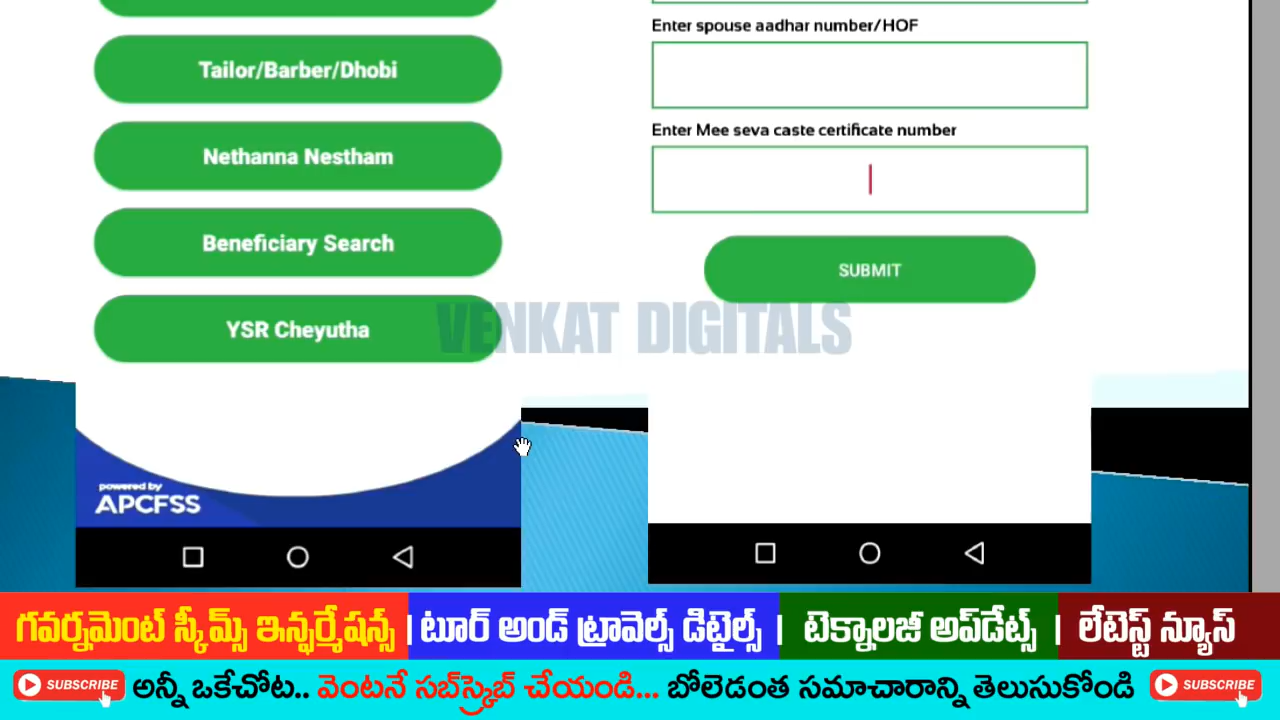 Tailor/Barber/Dhobi
Nethanna Nestham
Beneficiary Search
YSR Cheyutha
powered by
APCFSS
Enter spouse aadhar number/HOF
Enter Mee seva caste certificate number
SUBMIT
VENKAT DIGITALS
గవర్నమెంట్ స్కీమ్స్ ఇన్ఫర్మేషన్స్ | టూర్ అండ్ ట్రావెల్స్ డిటైల్స్ | టెక్నాలజీ అప్‌డేట్స్ | లేటెస్ట్ న్యూస్
SUBSCRIBE అన్నీ ఒకేచోట.. వెంటనే సబ్‌స్క్రైబ్ చేయండి... బోలెడంత సమాచారాన్ని తెలుసుకోండి SUBSCRIBE